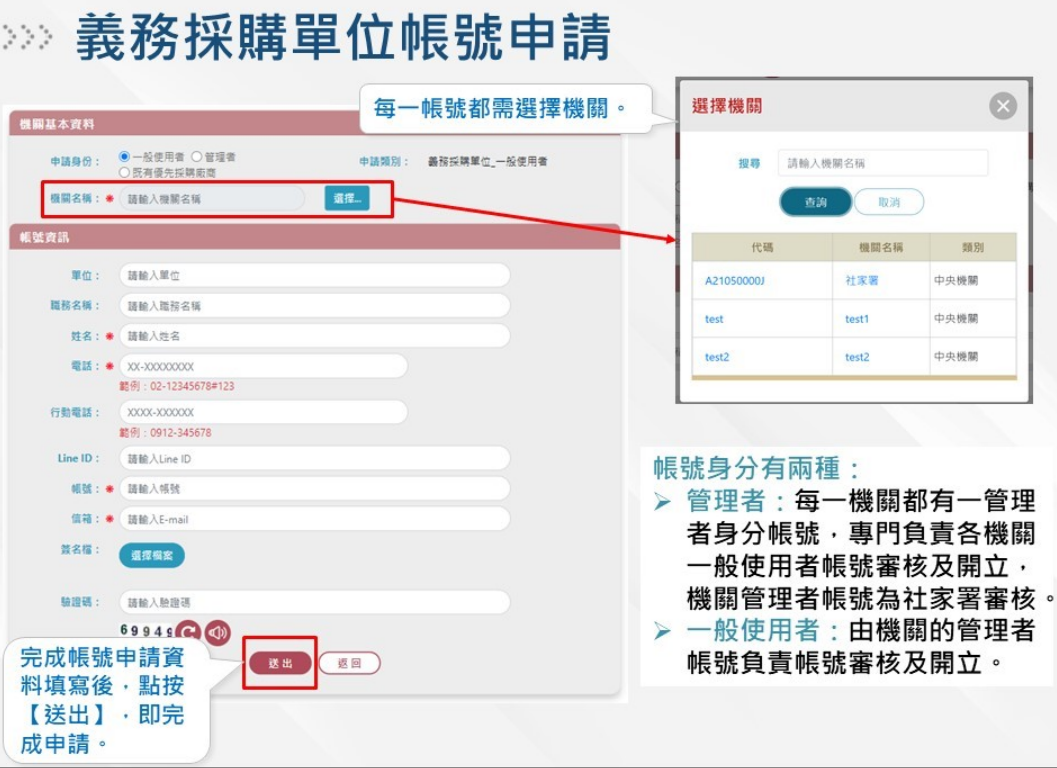 義務採購單位帳號申請
每一帳號都需選擇機關。
機關基本資料
申請身份：
一般使用者
管理者
既有優先採購廠商
申請類別：
義務採購單位_一般使用者
機關名稱：
請輸入機關名稱
選擇...
帳號資訊
單位：
請輸入單位
職務名稱：
請輸入職務名稱
姓名：
請輸入姓名
電話：
XX-XXXXXXXX
範例：02-12345678#123
行動電話：
XXXX-XXXXXX
範例：0912-345678
Line ID：
請輸入Line ID
帳號：
請輸入帳號
信箱：
請輸入E-mail
簽名檔：
選擇檔案
驗證碼：
請輸入驗證碼
送出
返回
完成帳號申請資
料填寫後，點按
【送出】，即完
成申請。
選擇機關
搜尋
請輸入機關名稱
查詢
取消
代碼 機關名稱 類別
A21050000J 社家署 中央機關
test test1 中央機關
test2 test2 中央機關
帳號身分有兩種：
管理者：每一機關都有一管理
者身分帳號，專門負責各機關
一般使用者帳號審核及開立，
機關管理者帳號為社家署審核。
一般使用者：由機關的管理者
帳號負責帳號審核及開立。